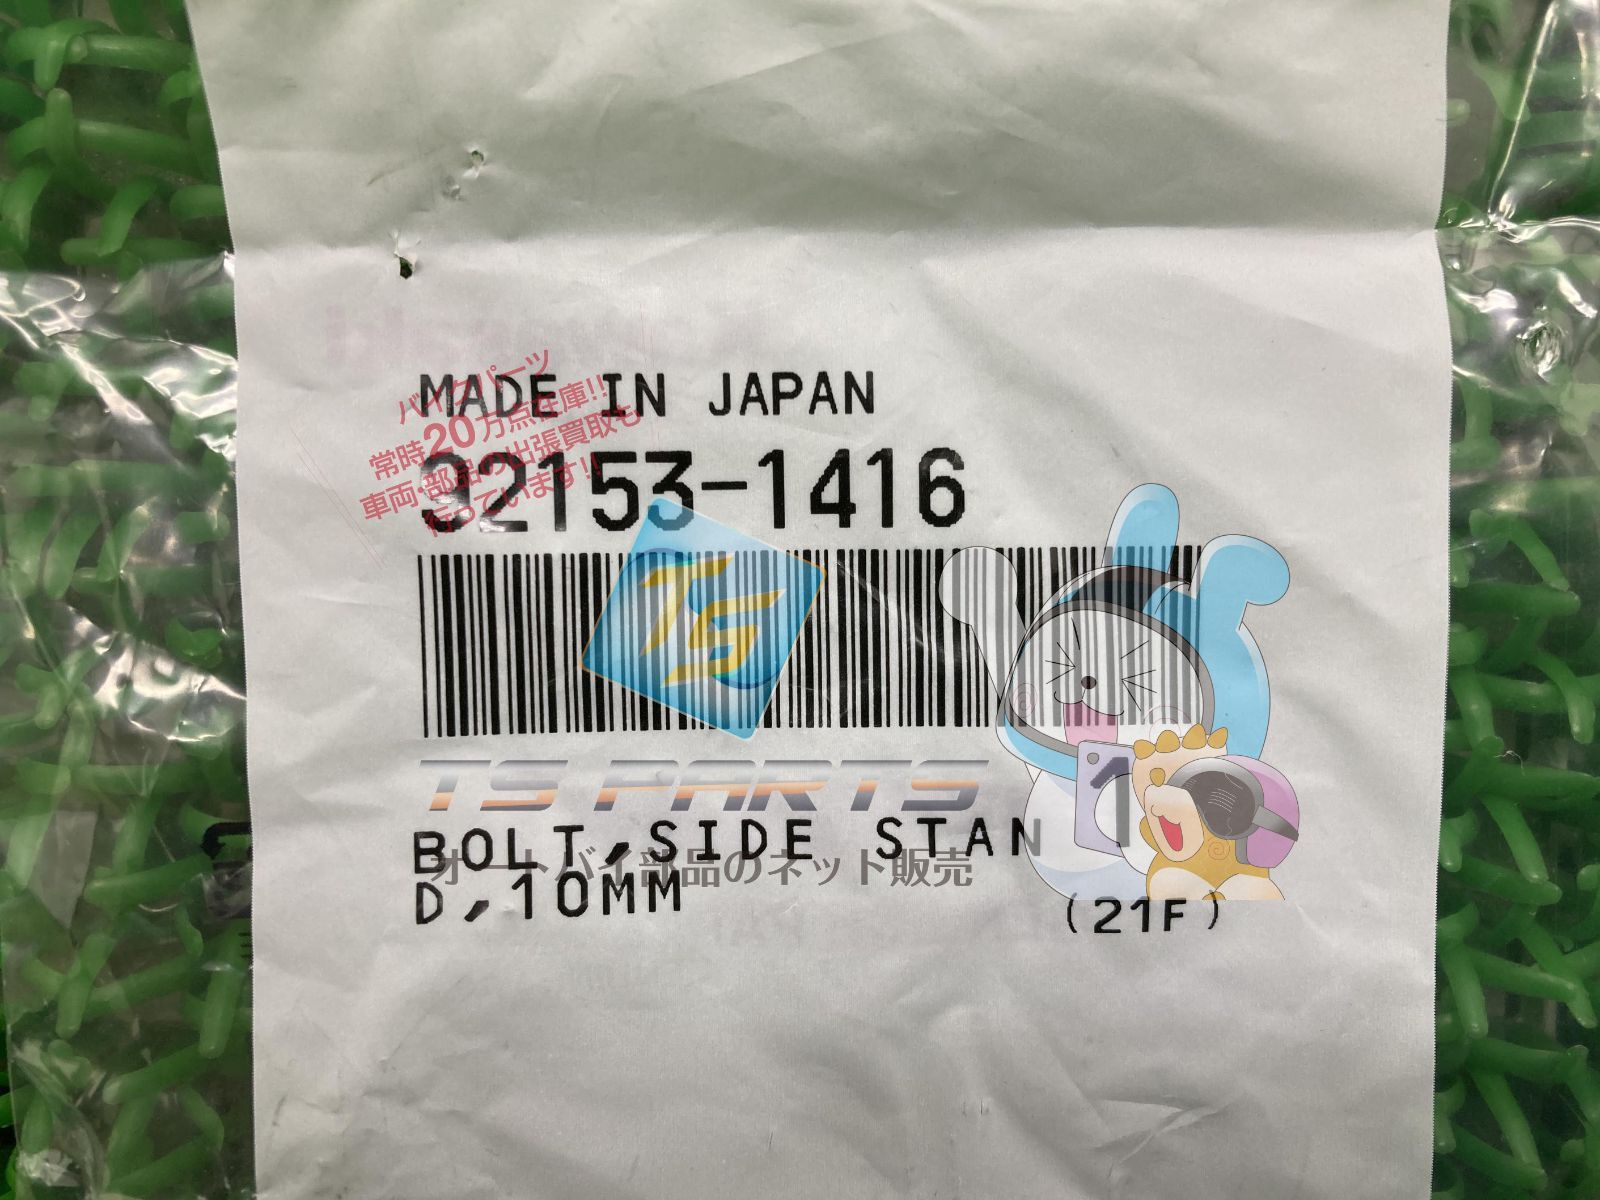 MADE IN JAPAN
バイクパーツ
常時20万点在庫!!
車両・部品の出張買取も
行っています!!
92153-1416
TS
TS PARTS
1
BOLT,SIDE STAN
オートバイ部品のネット販売
D,10MM
(21F)